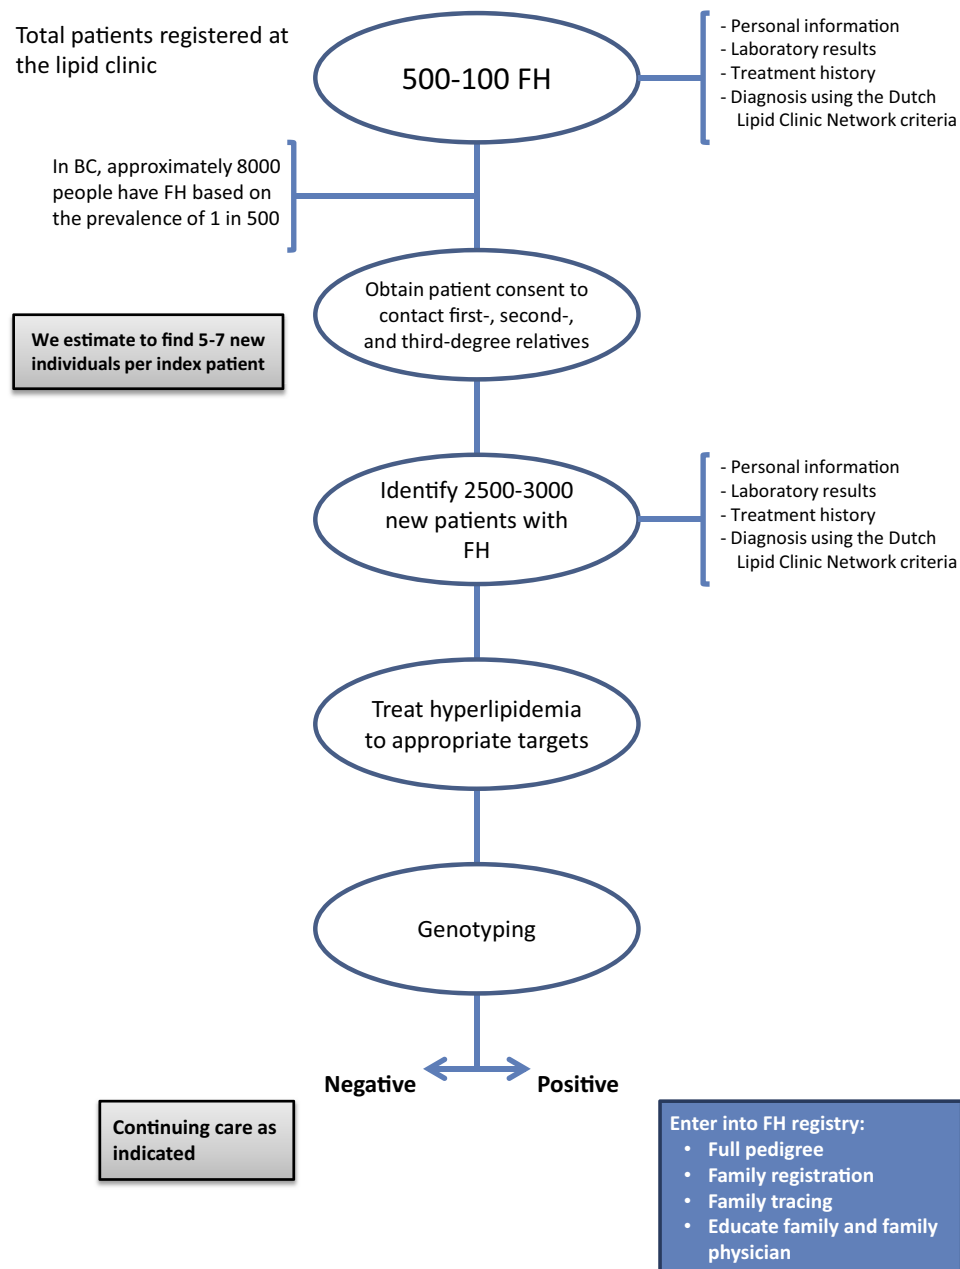 Total patients registered at
the lipid clinic
500-100 FH
- Personal information
- Laboratory results
- Treatment history
- Diagnosis using the Dutch
Lipid Clinic Network criteria
In BC, approximately 8000
people have FH based on
the prevalence of 1 in 500
Obtain patient consent to
contact first-, second-,
and third-degree relatives
We estimate to find 5-7 new
individuals per index patient
Identify 2500-3000
new patients with
FH
- Personal information
- Laboratory results
- Treatment history
- Diagnosis using the Dutch
Lipid Clinic Network criteria
Treat hyperlipidemia
to appropriate targets
Genotyping
Negative
Positive
Continuing care as
indicated
Enter into FH registry:
• Full pedigree
• Family registration
• Family tracing
• Educate family and family
physician